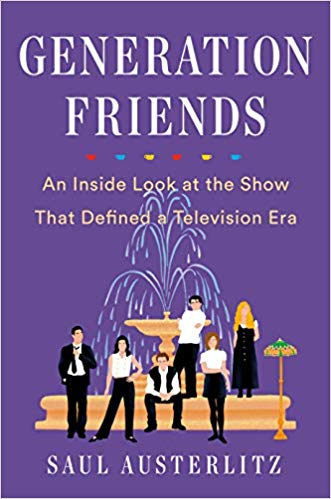 GENERATION
FRIENDS
An Inside Look at the Show
That Defined a Television Era
SAUL AUSTERLITZ